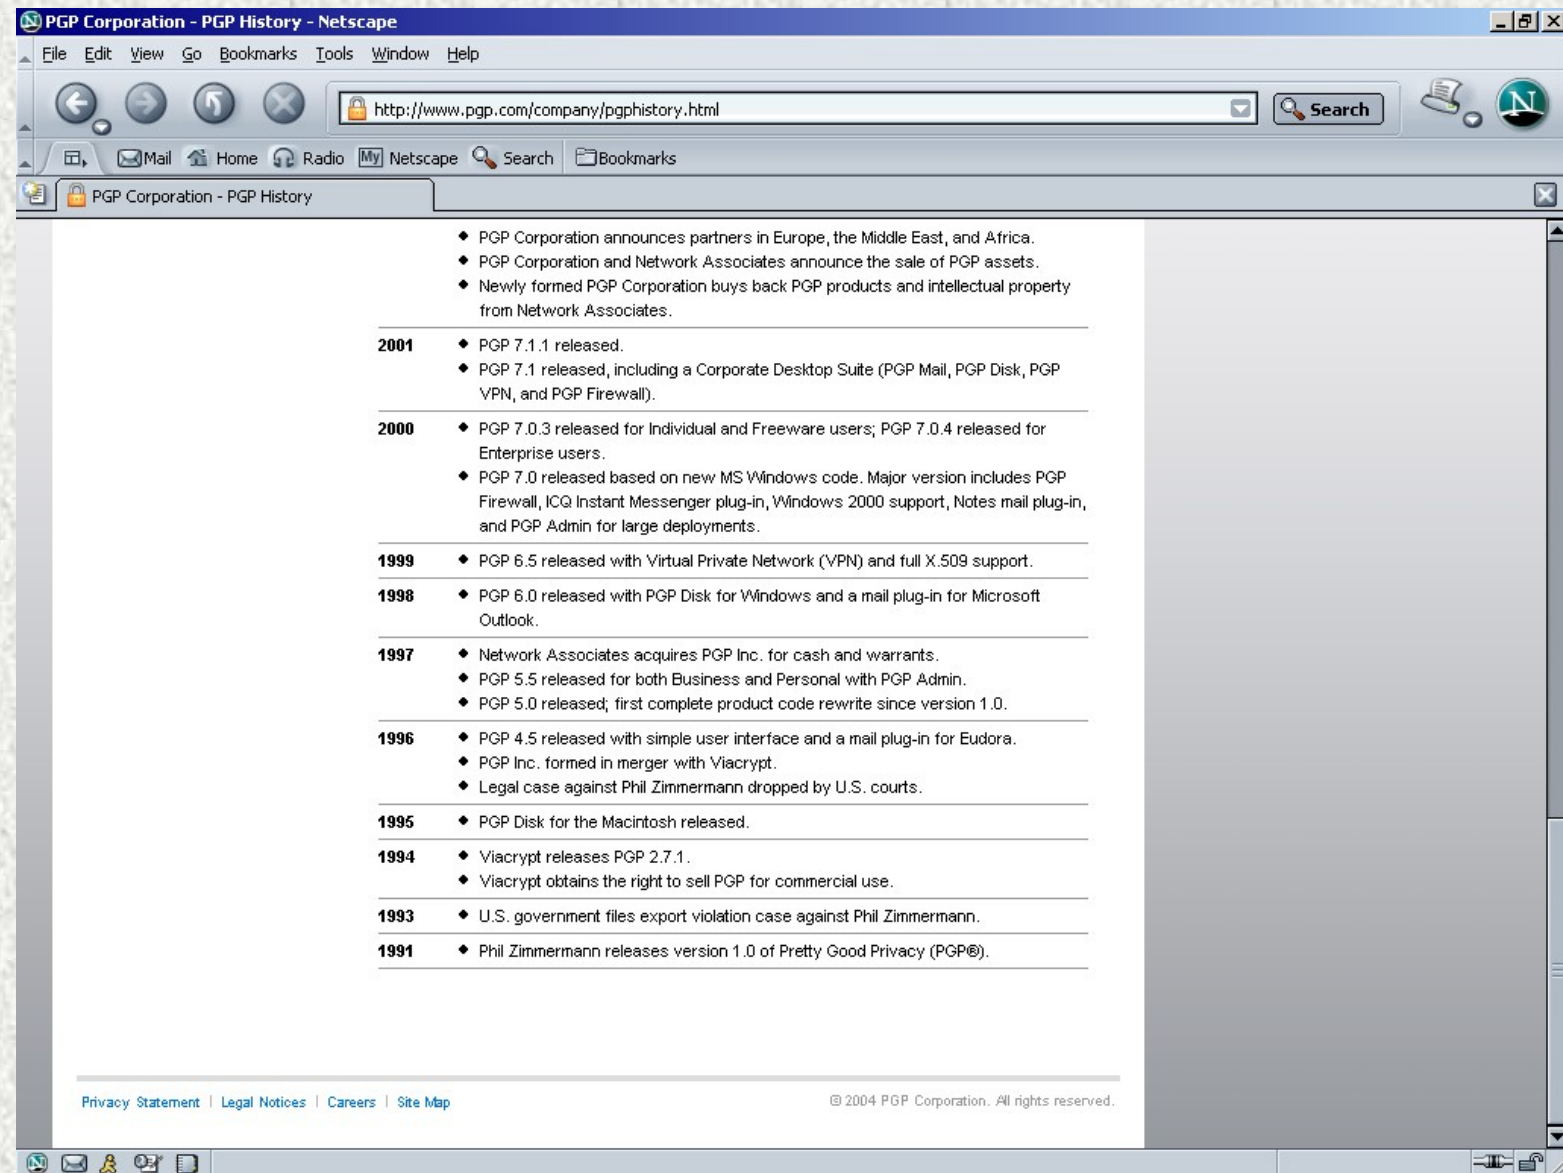 PGP Corporation - PGP History - Netscape
File Edit View Go Bookmarks Tools Window Help
http://www.pgp.com/company/pgphistory.html
Search
N
Mail Home Radio My Netscape Search Bookmarks
PGP Corporation - PGP History
◆ PGP Corporation announces partners in Europe, the Middle East, and Africa.
◆ PGP Corporation and Network Associates announce the sale of PGP assets.
◆ Newly formed PGP Corporation buys back PGP products and intellectual property
from Network Associates.
2001 ◆ PGP 7.1.1 released.
◆ PGP 7.1 released, including a Corporate Desktop Suite (PGP Mail, PGP Disk, PGP
VPN, and PGP Firewall).
2000 ◆ PGP 7.0.3 released for Individual and Freeware users; PGP 7.0.4 released for
Enterprise users.
◆ PGP 7.0 released based on new MS Windows code. Major version includes PGP
Firewall, ICQ Instant Messenger plug-in, Windows 2000 support, Notes mail plug-in,
and PGP Admin for large deployments.
1999 ◆ PGP 6.5 released with Virtual Private Network (VPN) and full X.509 support.
1998 ◆ PGP 6.0 released with PGP Disk for Windows and a mail plug-in for Microsoft
Outlook.
1997 ◆ Network Associates acquires PGP Inc. for cash and warrants.
◆ PGP 5.5 released for both Business and Personal with PGP Admin.
◆ PGP 5.0 released; first complete product code rewrite since version 1.0.
1996 ◆ PGP 4.5 released with simple user interface and a mail plug-in for Eudora.
◆ PGP Inc. formed in merger with Viacrypt.
◆ Legal case against Phil Zimmermann dropped by U.S. courts.
1995 ◆ PGP Disk for the Macintosh released.
1994 ◆ Viacrypt releases PGP 2.7.1.
◆ Viacrypt obtains the right to sell PGP for commercial use.
1993 ◆ U.S. government files export violation case against Phil Zimmermann.
1991 ◆ Phil Zimmermann releases version 1.0 of Pretty Good Privacy (PGP®).
Privacy Statement | Legal Notices | Careers | Site Map
© 2004 PGP Corporation. All rights reserved.